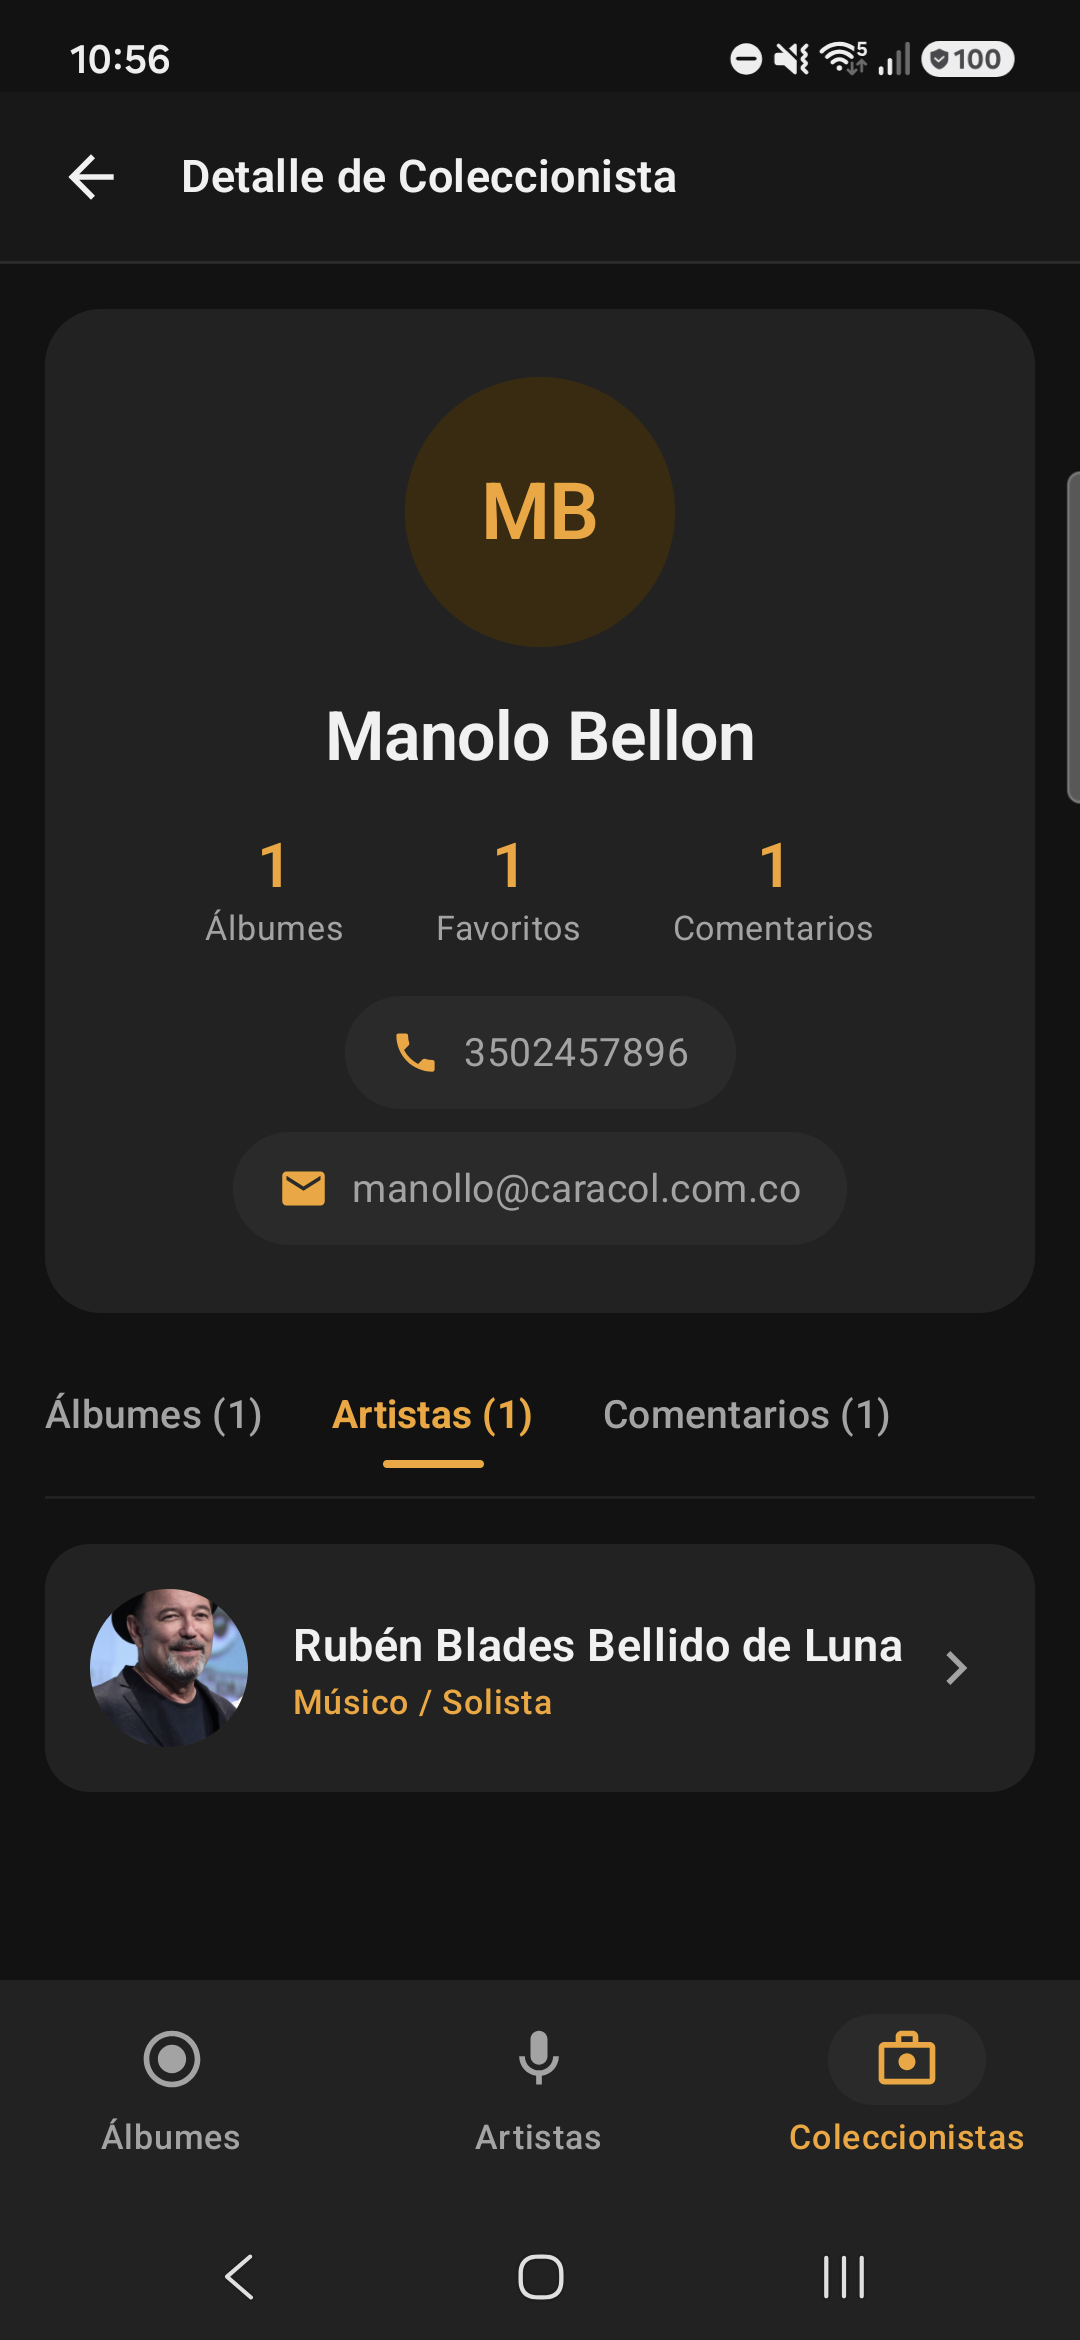 10:56
5
100
Detalle de Coleccionista
MB
Manolo Bellon
1 1 1
Álbumes Favoritos Comentarios
3502457896
manollo@caracol.com.co
Álbumes (1) Artistas (1) Comentarios (1)
Rubén Blades Bellido de Luna
Músico / Solista
Álbumes Artistas Coleccionistas